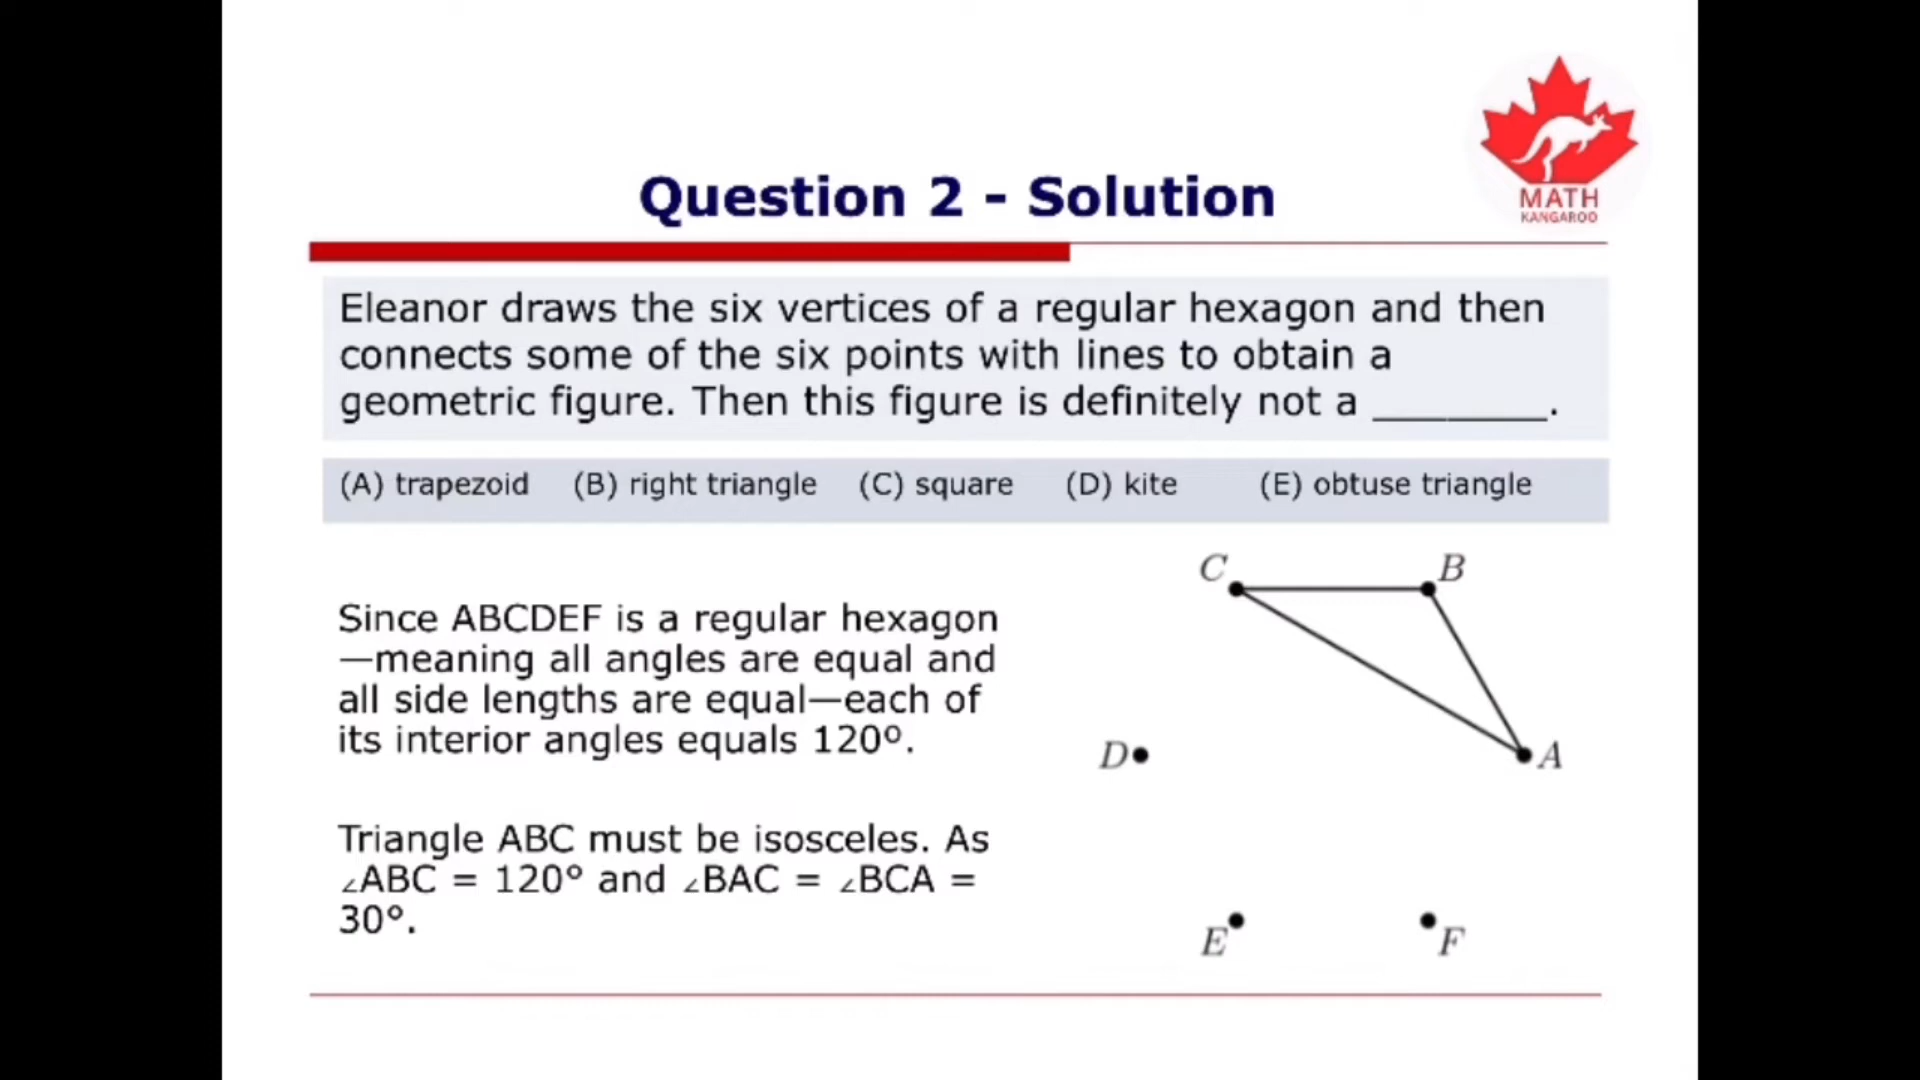 MATH
KANGAROO
Question 2 - Solution
Eleanor draws the six vertices of a regular hexagon and then
connects some of the six points with lines to obtain a
geometric figure. Then this figure is definitely not a ________.
(A) trapezoid (B) right triangle (C) square (D) kite (E) obtuse triangle
Since ABCDEF is a regular hexagon
—meaning all angles are equal and
all side lengths are equal—each of
its interior angles equals 120º.
Triangle ABC must be isosceles. As
∠ABC = 120° and ∠BAC = ∠BCA =
30°.
C B
D A
E F